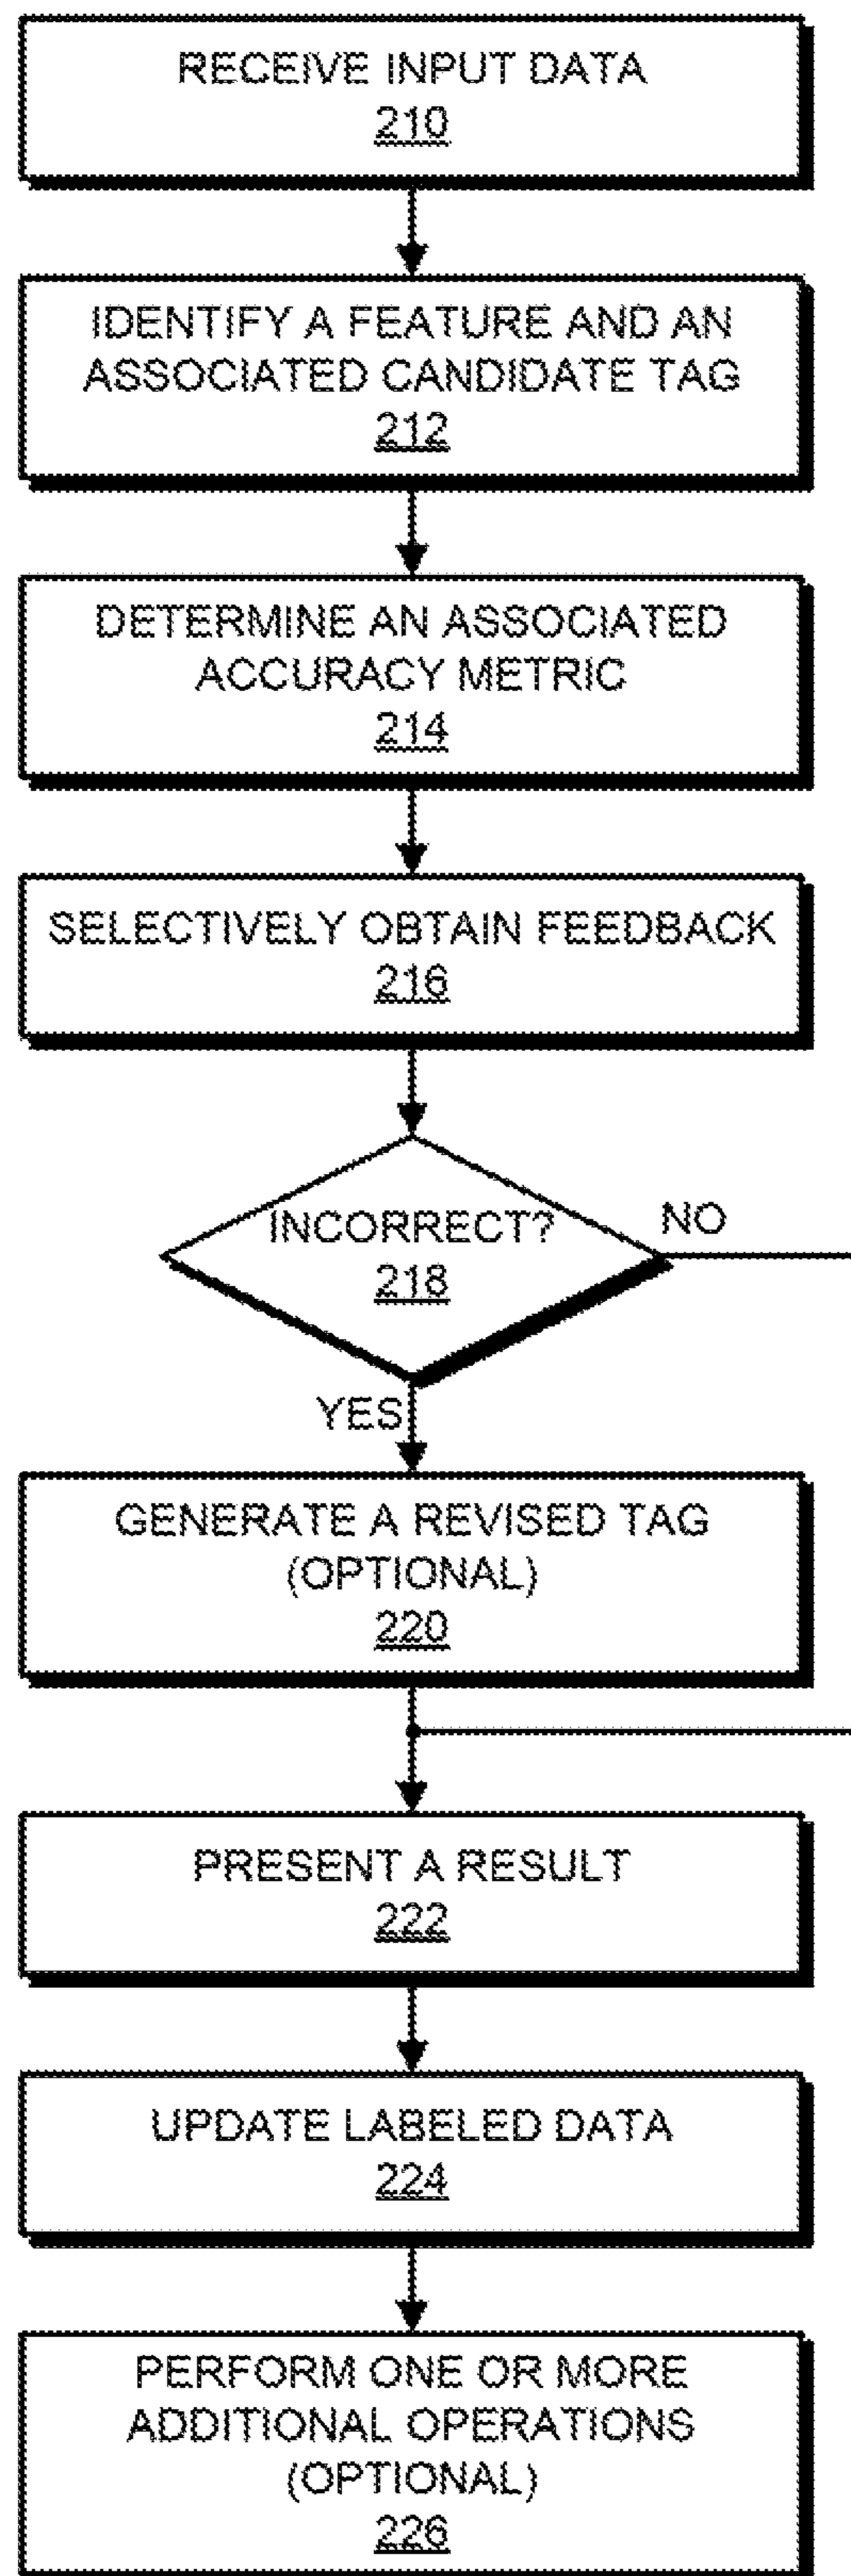 RECEIVE INPUT DATA
210
IDENTIFY A FEATURE AND AN
ASSOCIATED CANDIDATE TAG
212
DETERMINE AN ASSOCIATED
ACCURACY METRIC
214
SELECTIVELY OBTAIN FEEDBACK
216
INCORRECT?
218
NO
YES
GENERATE A REVISED TAG
(OPTIONAL)
220
PRESENT A RESULT
222
UPDATE LABELED DATA
224
PERFORM ONE OR MORE
ADDITIONAL OPERATIONS
(OPTIONAL)
226